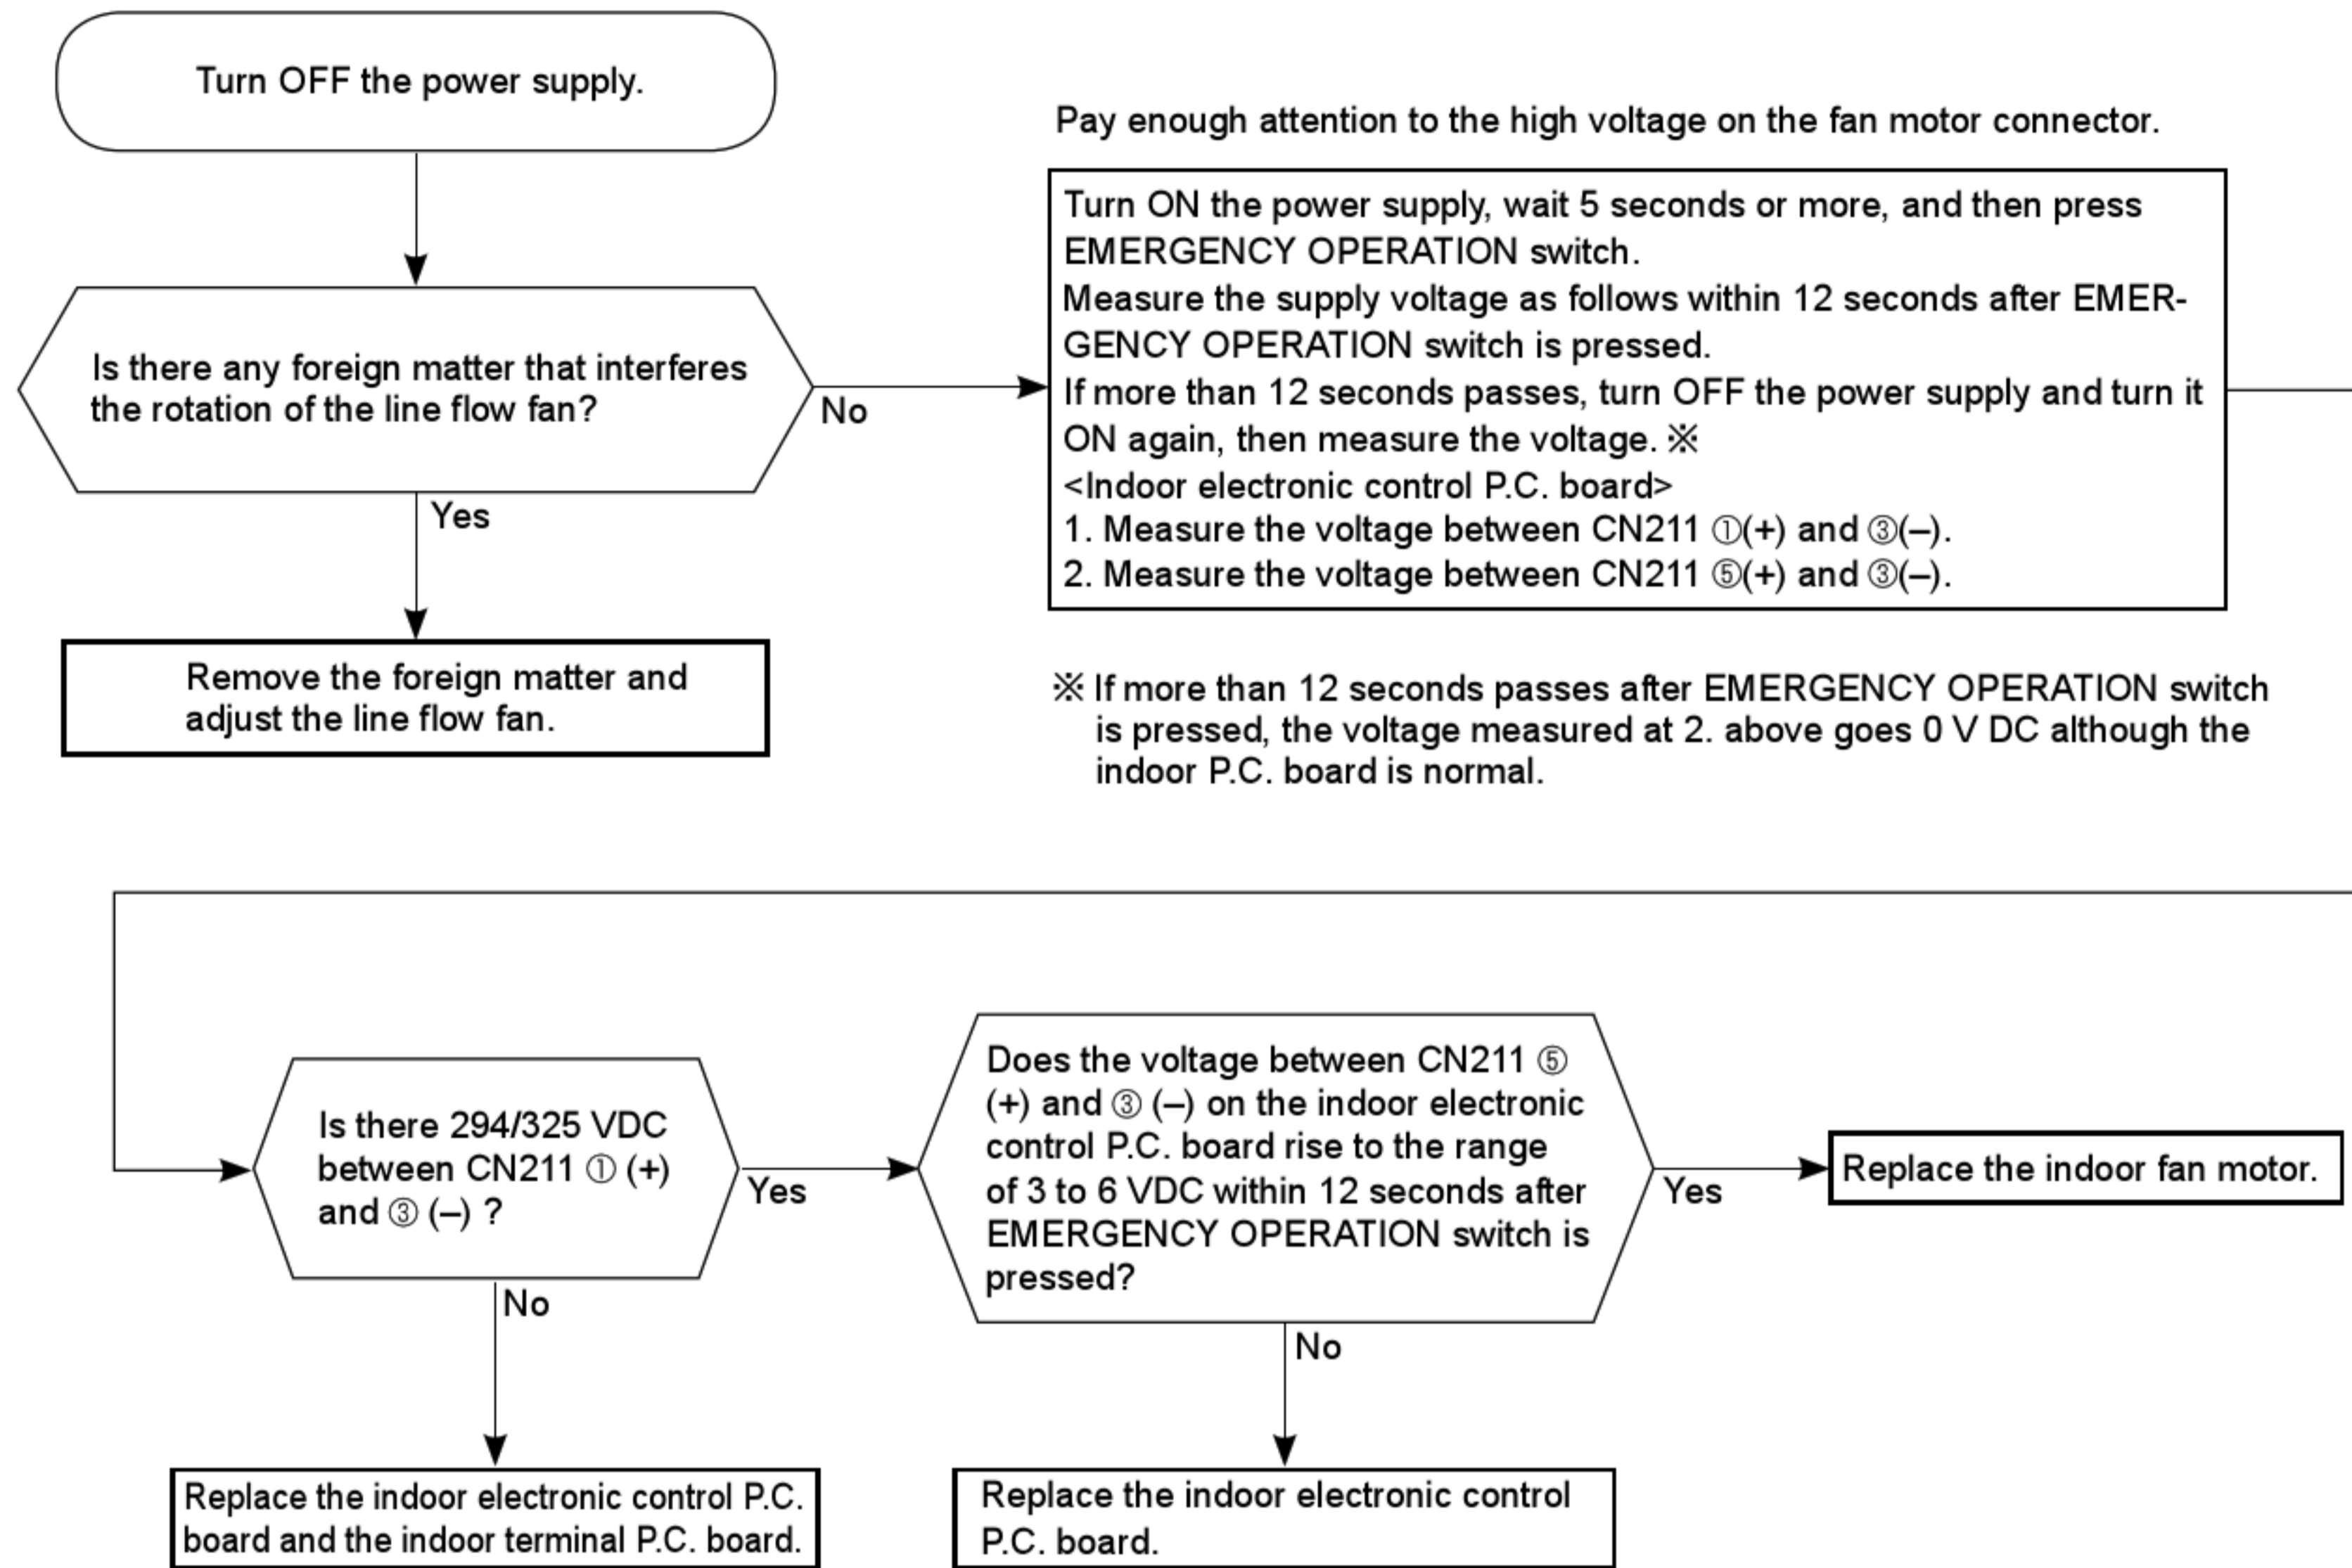 Turn OFF the power supply.
Pay enough attention to the high voltage on the fan motor connector.
Is there any foreign matter that interferes
the rotation of the line flow fan?
No
Turn ON the power supply, wait 5 seconds or more, and then press
EMERGENCY OPERATION switch.
Measure the supply voltage as follows within 12 seconds after EMER-
GENCY OPERATION switch is pressed.
If more than 12 seconds passes, turn OFF the power supply and turn it
ON again, then measure the voltage. ※
<Indoor electronic control P.C. board>
1. Measure the voltage between CN211 ①(+) and ③(–).
2. Measure the voltage between CN211 ⑤(+) and ③(–).
Yes
Remove the foreign matter and
adjust the line flow fan.
※ If more than 12 seconds passes after EMERGENCY OPERATION switch
is pressed, the voltage measured at 2. above goes 0 V DC although the
indoor P.C. board is normal.
Is there 294/325 VDC
between CN211 ① (+)
and ③ (–) ?
Yes
Does the voltage between CN211 ⑤
(+) and ③ (–) on the indoor electronic
control P.C. board rise to the range
of 3 to 6 VDC within 12 seconds after
EMERGENCY OPERATION switch is
pressed?
Yes
Replace the indoor fan motor.
No
No
Replace the indoor electronic control P.C.
board and the indoor terminal P.C. board.
Replace the indoor electronic control
P.C. board.